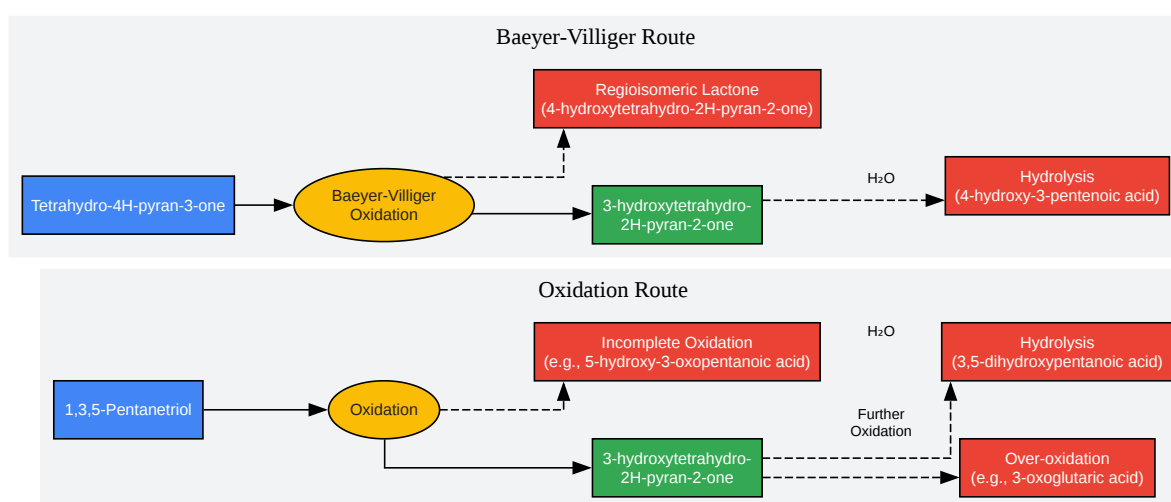 Baeyer-Villiger Route
Regioisomeric Lactone
(4-hydroxytetrahydro-2H-pyran-2-one)
Tetrahydro-4H-pyran-3-one
Baeyer-Villiger
Oxidation
3-hydroxytetrahydro-
2H-pyran-2-one
H₂O
Hydrolysis
(4-hydroxy-3-pentenoic acid)
Oxidation Route
Incomplete Oxidation
(e.g., 5-hydroxy-3-oxopentanoic acid)
H₂O
Hydrolysis
(3,5-dihydroxypentanoic acid)
1,3,5-Pentanetriol
Oxidation
Further
Oxidation
3-hydroxytetrahydro-
2H-pyran-2-one
Over-oxidation
(e.g., 3-oxoglutaric acid)